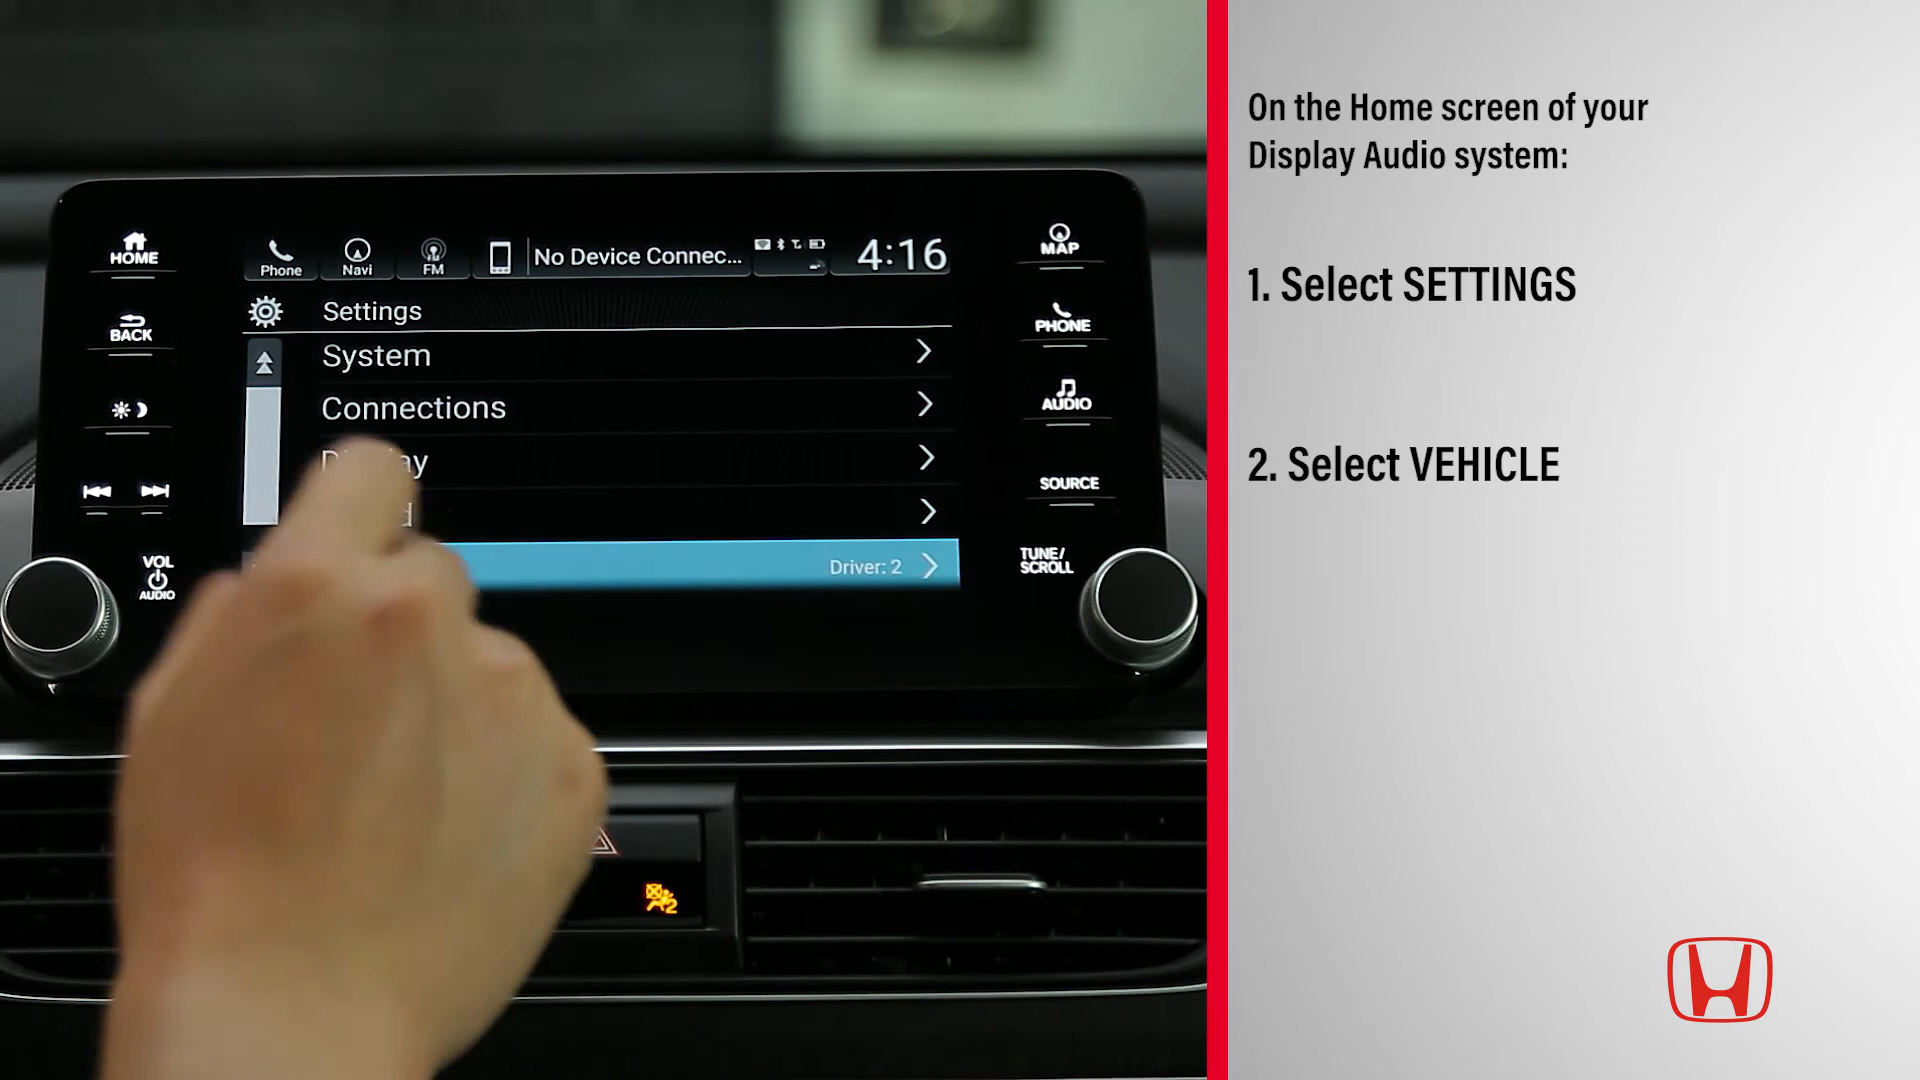 HOME
BACK
VOL
AUDIO
Phone
Navi
FM
No Device Connec...
4:16
Settings
System
Connections
Driver: 2
MAP
PHONE
AUDIO
SOURCE
TUNE/
SCROLL
2
On the Home screen of your
Display Audio system:
1. Select SETTINGS
2. Select VEHICLE